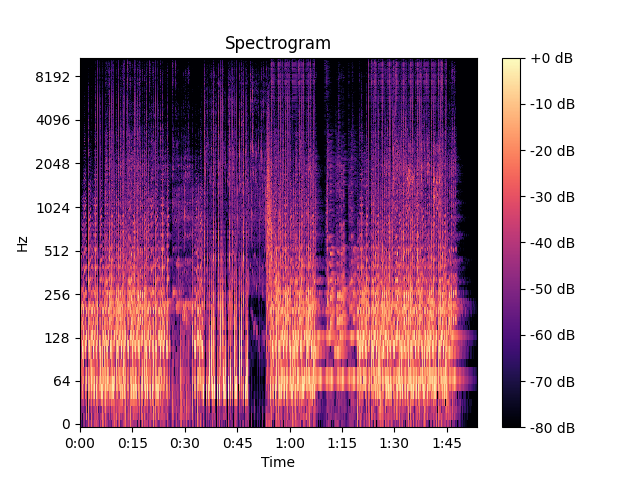 Spectrogram
Hz
8192
4096
2048
1024
512
256
128
64
0
0:00 0:15 0:30 0:45 1:00 1:15 1:30 1:45
Time
+0 dB
-10 dB
-20 dB
-30 dB
-40 dB
-50 dB
-60 dB
-70 dB
-80 dB